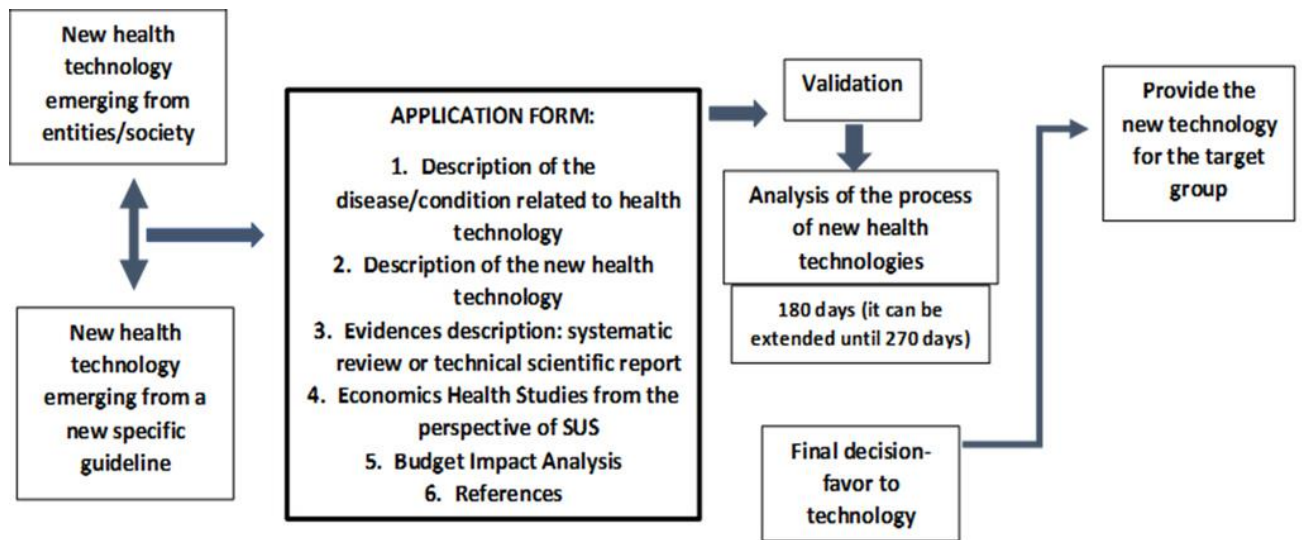 New health
technology
emerging from
entities/society
New health
technology
emerging from a
new specific
guideline
APPLICATION FORM:
1. Description of the
disease/condition related to health
technology
2. Description of the new health
technology
3. Evidences description: systematic
review or technical scientific report
4. Economics Health Studies from the
perspective of SUS
5. Budget Impact Analysis
6. References
Validation
Analysis of the process
of new health
technologies
180 days (it can be
extended until 270 days)
Final decision-
favor to
technology
Provide the
new technology
for the target
group